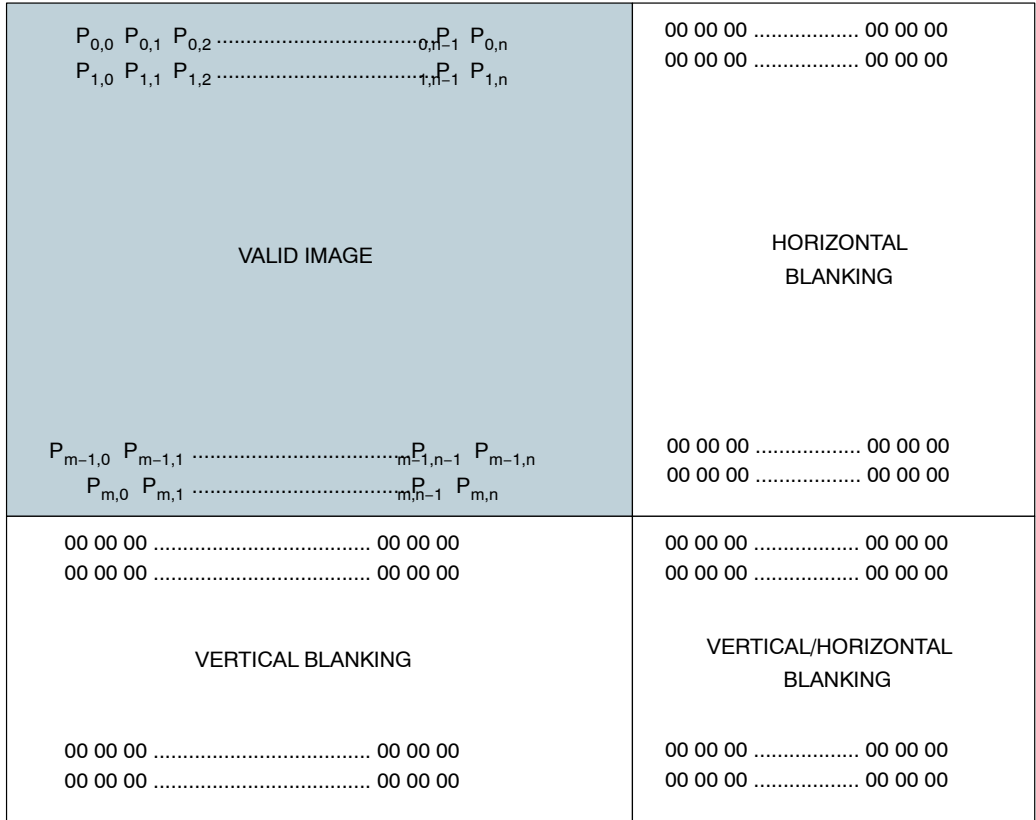 P0,0 P0,1 P0,2 ..................................... P0,n−1 P0,n
P1,0 P1,1 P1,2 ..................................... P1,n−1 P1,n
VALID IMAGE
Pm−1,0 Pm−1,1 ..................................... Pm−1,n−1 Pm−1,n
Pm,0 Pm,1 ..................................... Pm,n−1 Pm,n
00 00 00 .................. 00 00 00
00 00 00 .................. 00 00 00
HORIZONTAL
BLANKING
00 00 00 .................. 00 00 00
00 00 00 .................. 00 00 00
00 00 00 ..................................... 00 00 00
00 00 00 ..................................... 00 00 00
VERTICAL BLANKING
00 00 00 ..................................... 00 00 00
00 00 00 ..................................... 00 00 00
00 00 00 .................. 00 00 00
00 00 00 .................. 00 00 00
VERTICAL/HORIZONTAL
BLANKING
00 00 00 .................. 00 00 00
00 00 00 .................. 00 00 00